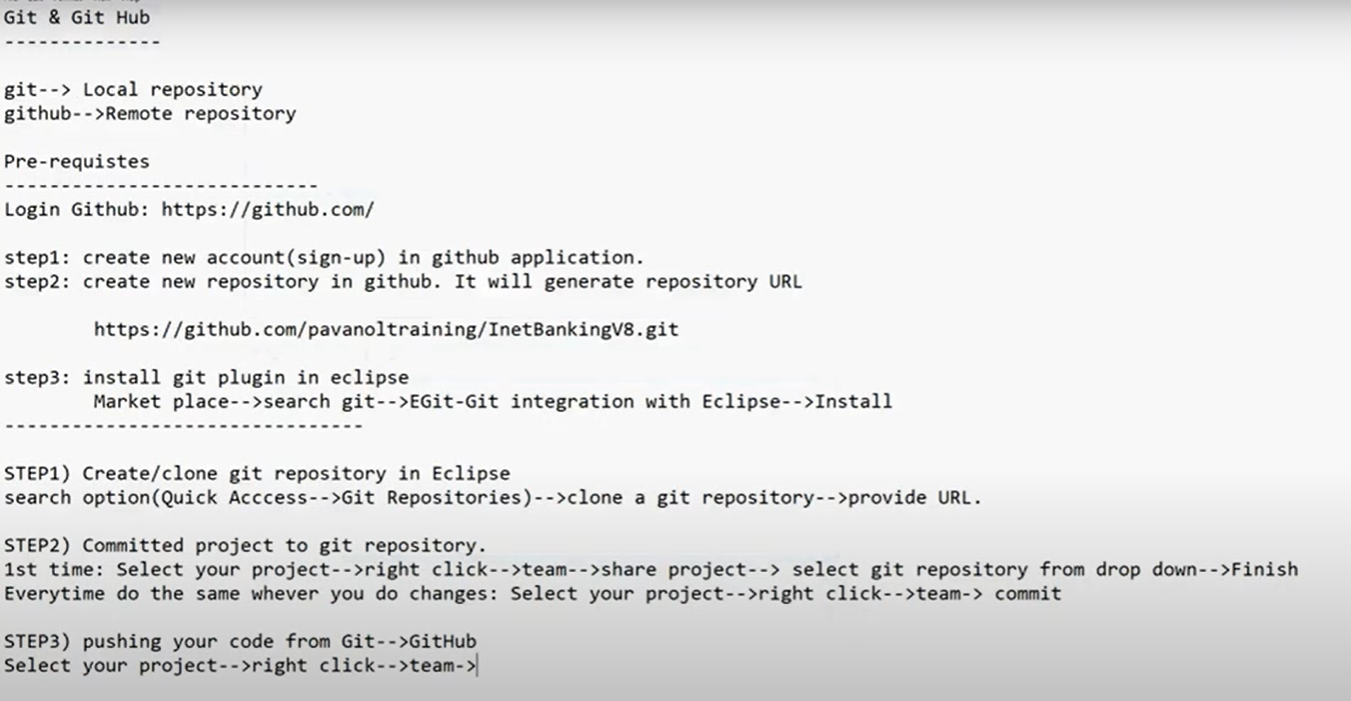 Git & Git Hub
--------------
git--> Local repository
github-->Remote repository
Pre-requistes
----------------------------
Login Github: https://github.com/
step1: create new account(sign-up) in github application.
step2: create new repository in github. It will generate repository URL
https://github.com/pavanoltraining/InetBankingV8.git
step3: install git plugin in eclipse
Market place-->search git-->EGit-Git integration with Eclipse-->Install
--------------------------------
STEP1) Create/clone git repository in Eclipse
search option(Quick Acccess-->Git Repositories)-->clone a git repository-->provide URL.
STEP2) Committed project to git repository.
1st time: Select your project-->right click-->team-->share project--> select git repository from drop down-->Finish
Everytime do the same whever you do changes: Select your project-->right click-->team-> commit
STEP3) pushing your code from Git-->GitHub
Select your project-->right click-->team->